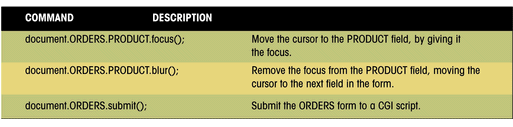 COMMAND DESCRIPTION
document.ORDERS.PRODUCT.focus(); Move the cursor to the PRODUCT field, by giving it
the focus.
document.ORDERS.PRODUCT.blur(); Remove the focus from the PRODUCT field, moving the
cursor to the next field in the form.
document.ORDERS.submit(); Submit the ORDERS form to a CGI script.